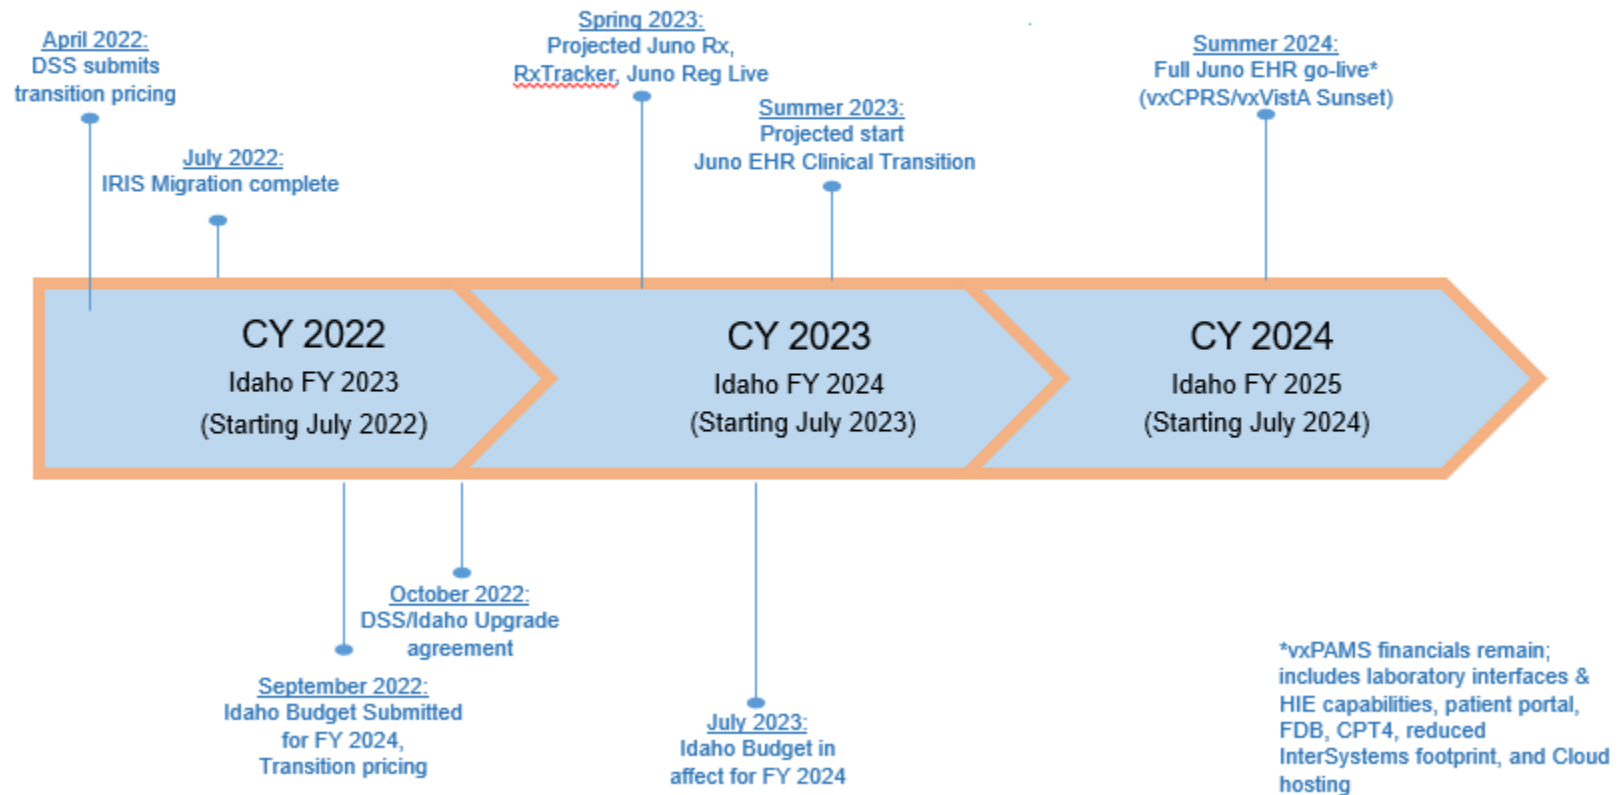 April 2022:
DSS submits
transition pricing
July 2022:
IRIS Migration complete
Spring 2023:
Projected Juno Rx,
RxTracker, Juno Reg Live
Summer 2023:
Projected start
Juno EHR Clinical Transition
Summer 2024:
Full Juno EHR go-live*
(vxCPRS/vxVistA Sunset)
CY 2022
Idaho FY 2023
(Starting July 2022)
CY 2023
Idaho FY 2024
(Starting July 2023)
CY 2024
Idaho FY 2025
(Starting July 2024)
October 2022:
DSS/Idaho Upgrade
agreement
September 2022:
Idaho Budget Submitted
for FY 2024,
Transition pricing
July 2023:
Idaho Budget in
affect for FY 2024
*vxPAMS financials remain;
includes laboratory interfaces &
HIE capabilities, patient portal,
FDB, CPT4, reduced
InterSystems footprint, and Cloud
hosting